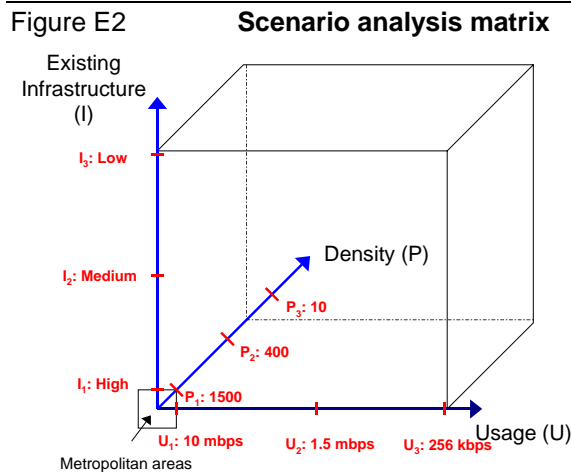 Figure E2 Scenario analysis matrix
Existing
Infrastructure
(I)
I₃: Low
Density (P)
I₂: Medium
P₃: 10
P₂: 400
I₁: High
P₁: 1500
Usage (U)
U₁: 10 mbps U₂: 1.5 mbps U₃: 256 kbps
Metropolitan areas